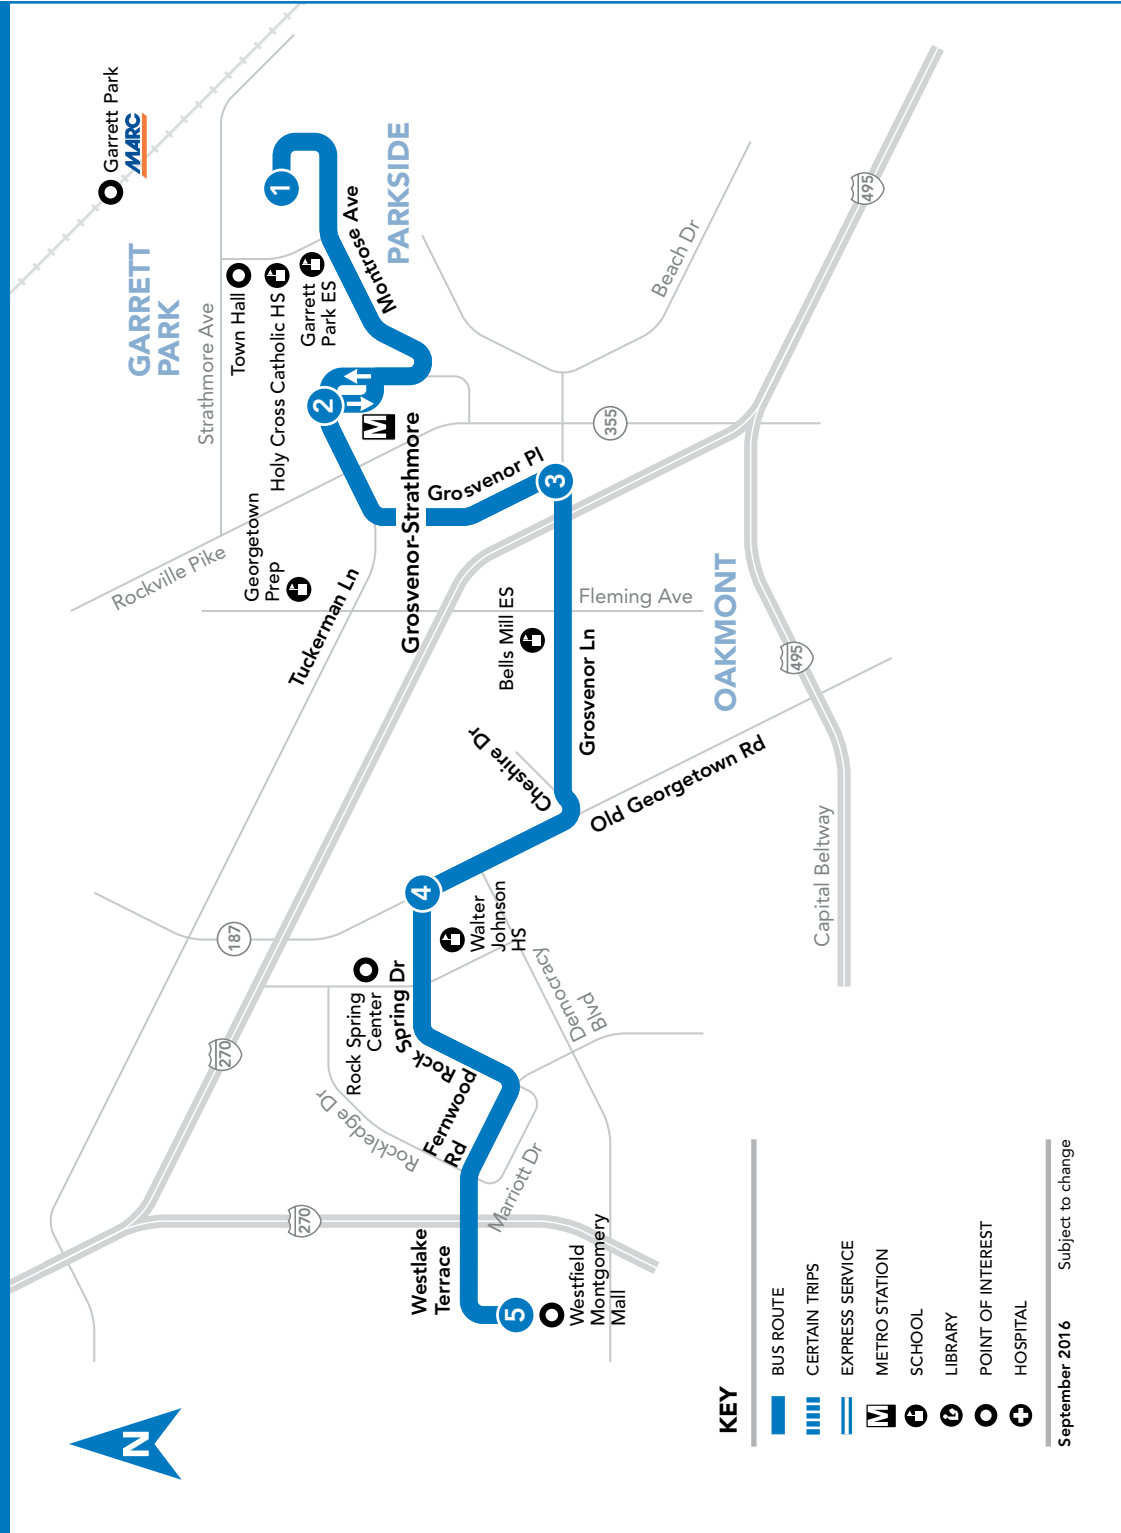 Garrett Park
MARC
GARRETT
PARK
PARKSIDE
1
Strathmore Ave
Town Hall
Holy Cross Catholic HS
Garrett
Park ES
Montrose Ave
Beach Dr
495
2
M
Grosvenor-Strathmore
355
Rockville Pike
Georgetown
Prep
Tuckerman Ln
Grosvenor Pl
3
Fleming Ave
Bells Mill ES
Grosvenor Ln
OAKMONT
495
Cheshire Dr
Old Georgetown Rd
Capital Beltway
187
4
Walter
Johnson
HS
Rock Spring
Center
Rock Spring Dr
Democracy
Blvd
270
Rockledge Dr
Fernwood
Rd
Marriott Dr
270
Westlake
Terrace
5
Westfield
Montgomery
Mall
N
KEY
BUS ROUTE
CERTAIN TRIPS
EXPRESS SERVICE
M METRO STATION
SCHOOL
LIBRARY
POINT OF INTEREST
HOSPITAL
September 2016 Subject to change